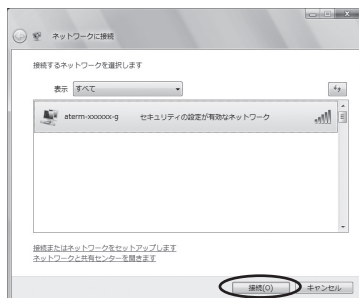 ネットワークに接続
接続するネットワークを選択します
表示 すべて
aterm-xxxxxx-g セキュリティの設定が有効なネットワーク
接続またはネットワークをセットアップします
ネットワークと共有センターを開きます
接続(O) キャンセル